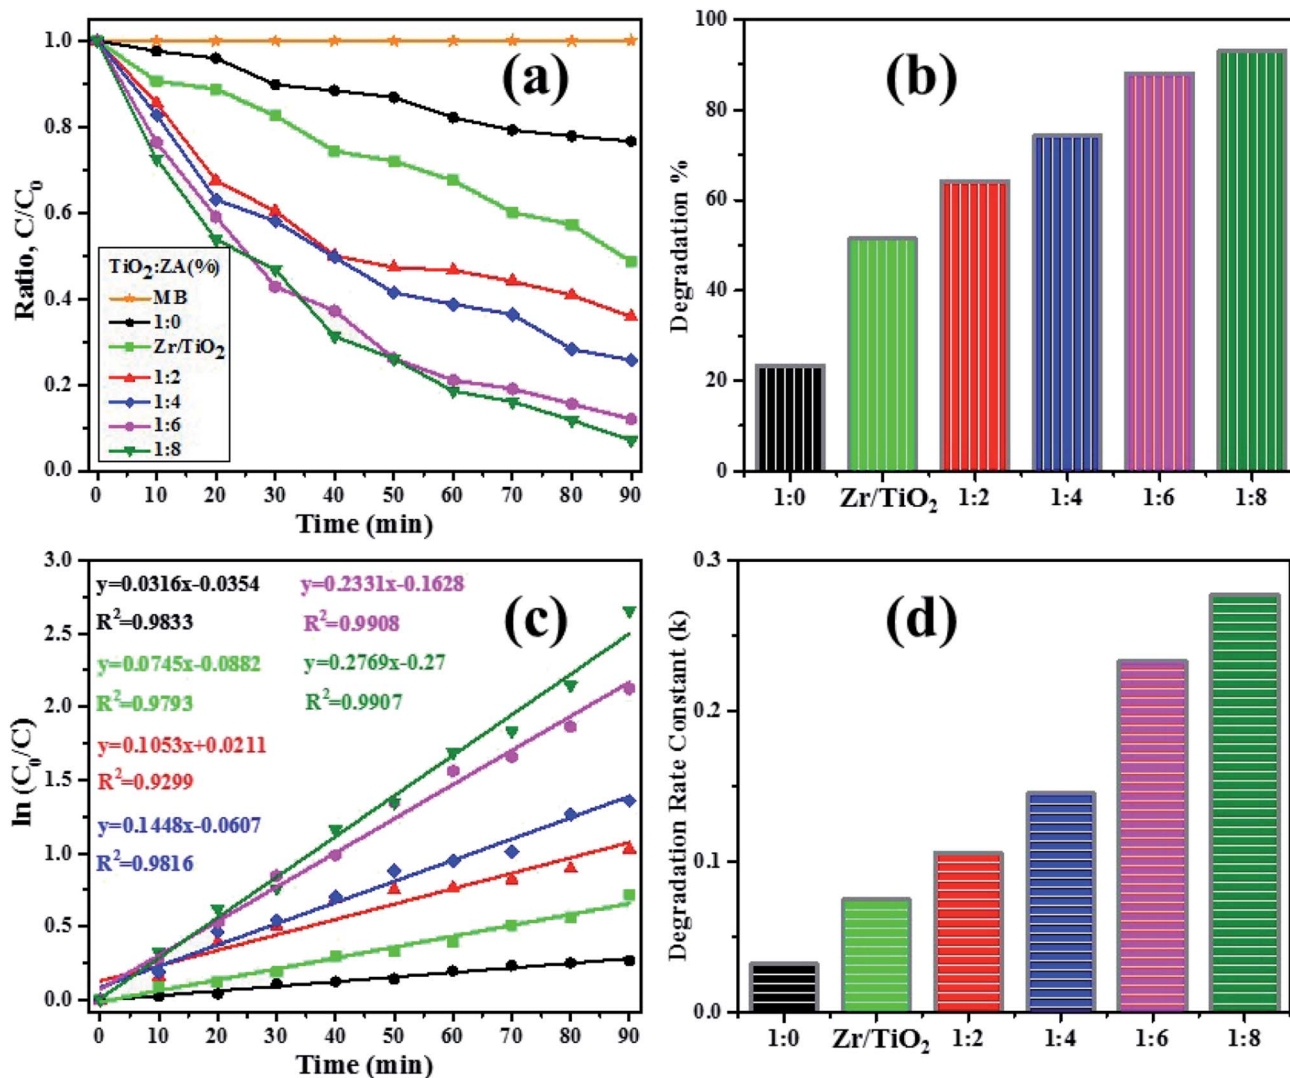 (a)
Ratio, C/C₀
1.0
0.8
0.6
0.4
0.2
0.0
TiO₂:ZA(%)
MB
1:0
Zr/TiO₂
1:2
1:4
1:6
1:8
0 10 20 30 40 50 60 70 80 90
Time (min)
(b)
Degradation %
100
80
60
40
20
0
1:0 Zr/TiO₂ 1:2 1:4 1:6 1:8
(c)
ln (C₀/C)
3.0
2.5
2.0
1.5
1.0
0.5
0.0
y=0.0316x−0.0354
R²=0.9833
y=0.0745x−0.0882
R²=0.9793
y=0.1053x+0.0211
R²=0.9299
y=0.1448x−0.0607
R²=0.9816
y=0.2331x−0.1628
R²=0.9908
y=0.2769x−0.27
R²=0.9907
0 10 20 30 40 50 60 70 80 90
Time (min)
(d)
Degradation Rate Constant (k)
0.3
0.2
0.1
0.0
1:0 Zr/TiO₂ 1:2 1:4 1:6 1:8